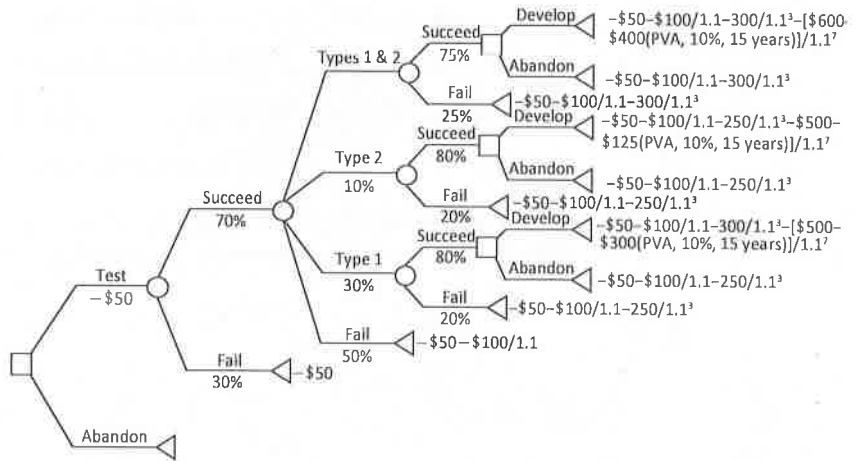 Develop
−$50−$100/1.1−300/1.1³−[$600-
$400(PVA, 10%, 15 years)]/1.1⁷
Succeed
75%
Types 1 & 2
Abandon
−$50−$100/1.1−300/1.1³
Fail
25%
−$50−$100/1.1−300/1.1³
Develop
−$50−$100/1.1−250/1.1³−$500−
$125(PVA, 10%, 15 years)]/1.1⁷
Succeed
80%
Type 2
10%
Abandon
−$50−$100/1.1−250/1.1³
Fail
20%
−$50−$100/1.1−250/1.1³
Succeed
70%
Develop
−$50−$100/1.1−300/1.1³−[$500−
$300(PVA, 10%, 15 years)]/1.1⁷
Succeed
80%
Type 1
30%
Abandon
−$50−$100/1.1−250/1.1³
Fail
20%
−$50−$100/1.1−250/1.1³
Test
−$50
Fail
50%
−$50−$100/1.1
Fail
30%
−$50
Abandon